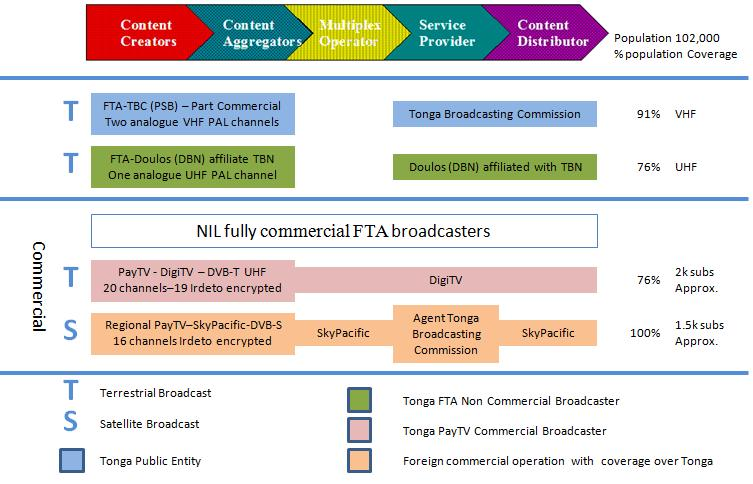 Content Creators
Content Aggregators
Multiplex Operator
Service Provider
Content Distributor
Population 102,000
% population Coverage
T
FTA-TBC (PSB) – Part Commercial
Two analogue VHF PAL channels
Tonga Broadcasting Commission
91% VHF
T
FTA-Doulos (DBN) affiliate TBN
One analogue UHF PAL channel
Doulos (DBN) affiliated with TBN
76% UHF
Commercial
NIL fully commercial FTA broadcasters
T
PayTV - DigiTV – DVB-T UHF
20 channels–19 Irdeto encrypted
DigiTV
76%
2k subs
Approx.
S
Regional PayTV–SkyPacific-DVB-S
16 channels Irdeto encrypted
SkyPacific
Agent Tonga
Broadcasting
Commission
SkyPacific
100%
1.5k subs
Approx.
T Terrestrial Broadcast
S Satellite Broadcast
Tonga Public Entity
Tonga FTA Non Commercial Broadcaster
Tonga PayTV Commercial Broadcaster
Foreign commercial operation with coverage over Tonga